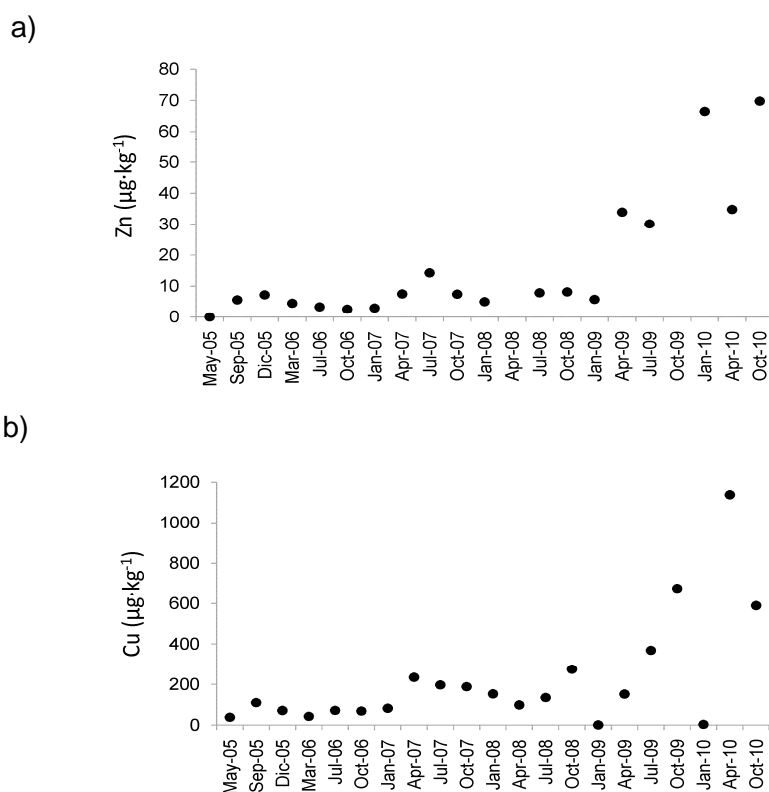 a)
80
70
60
50
40
30
20
10
0
Zn (µg·kg⁻¹)
May-05
Sep-05
Dic-05
Mar-06
Jul-06
Oct-06
Jan-07
Apr-07
Jul-07
Oct-07
Jan-08
Apr-08
Jul-08
Oct-08
Jan-09
Apr-09
Jul-09
Oct-09
Jan-10
Apr-10
Oct-10
b)
1200
1000
800
600
400
200
0
Cu (µg·kg⁻¹)
May-05
Sep-05
Dic-05
Mar-06
Jul-06
Oct-06
Jan-07
Apr-07
Jul-07
Oct-07
Jan-08
Apr-08
Jul-08
Oct-08
Jan-09
Apr-09
Jul-09
Oct-09
Jan-10
Apr-10
Oct-10